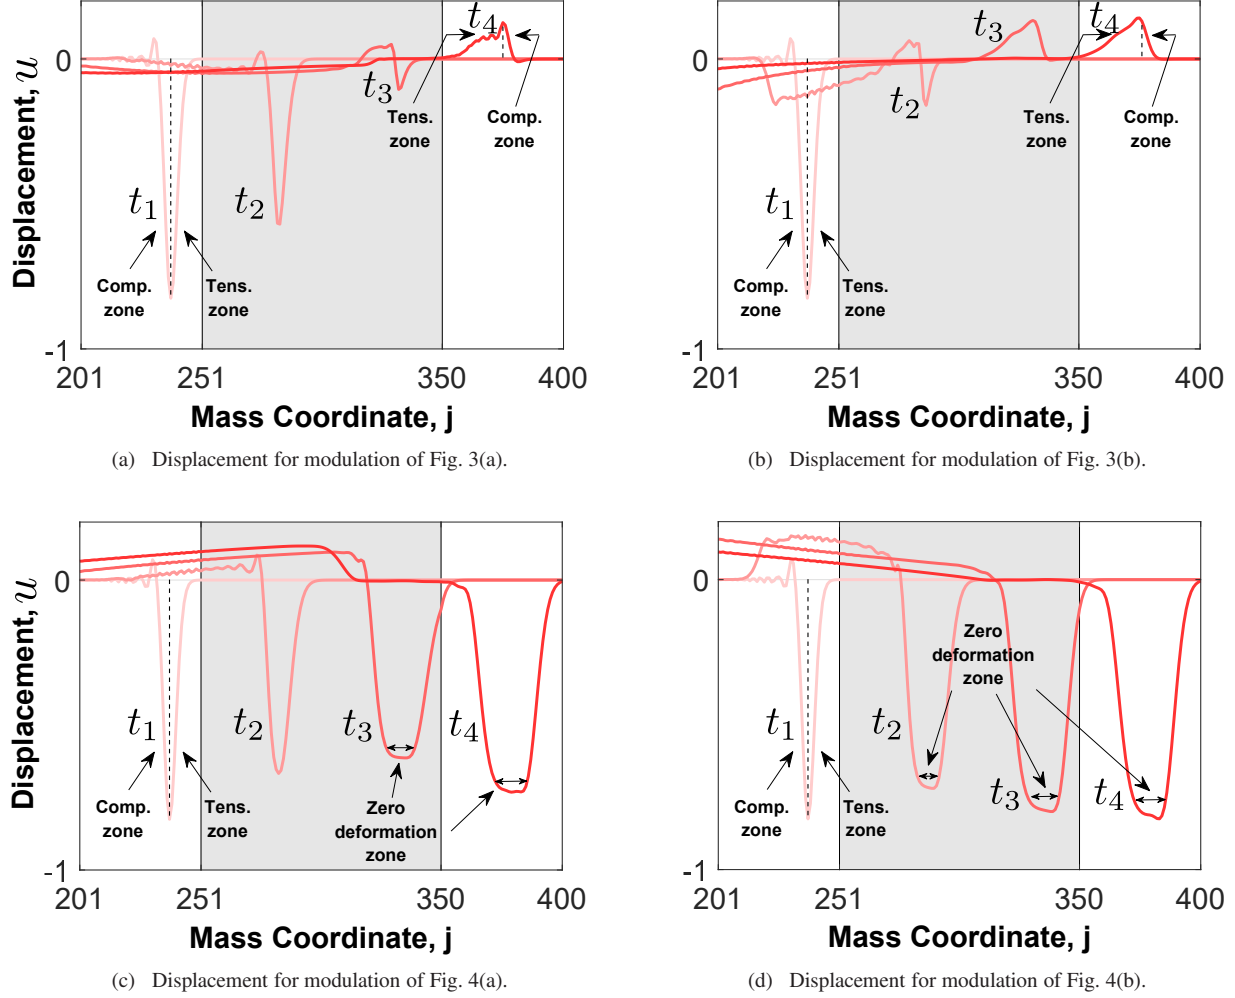 0
-1
Displacement, u
t1
t2
t3
t4
Comp.
zone
Tens.
zone
Tens.
zone
Comp.
zone
201
251
350
400
Mass Coordinate, j
(a) Displacement for modulation of Fig. 3(a).
0
-1
Displacement, u
t1
t2
t3
t4
Comp.
zone
Tens.
zone
Tens.
zone
Comp.
zone
201
251
350
400
Mass Coordinate, j
(b) Displacement for modulation of Fig. 3(b).
0
-1
Displacement, u
t1
t2
t3
t4
Comp.
zone
Tens.
zone
Zero
deformation
zone
201
251
350
400
Mass Coordinate, j
(c) Displacement for modulation of Fig. 4(a).
0
-1
Displacement, u
t1
t2
t3
t4
Comp.
zone
Tens.
zone
Zero
deformation
zone
201
251
350
400
Mass Coordinate, j
(d) Displacement for modulation of Fig. 4(b).